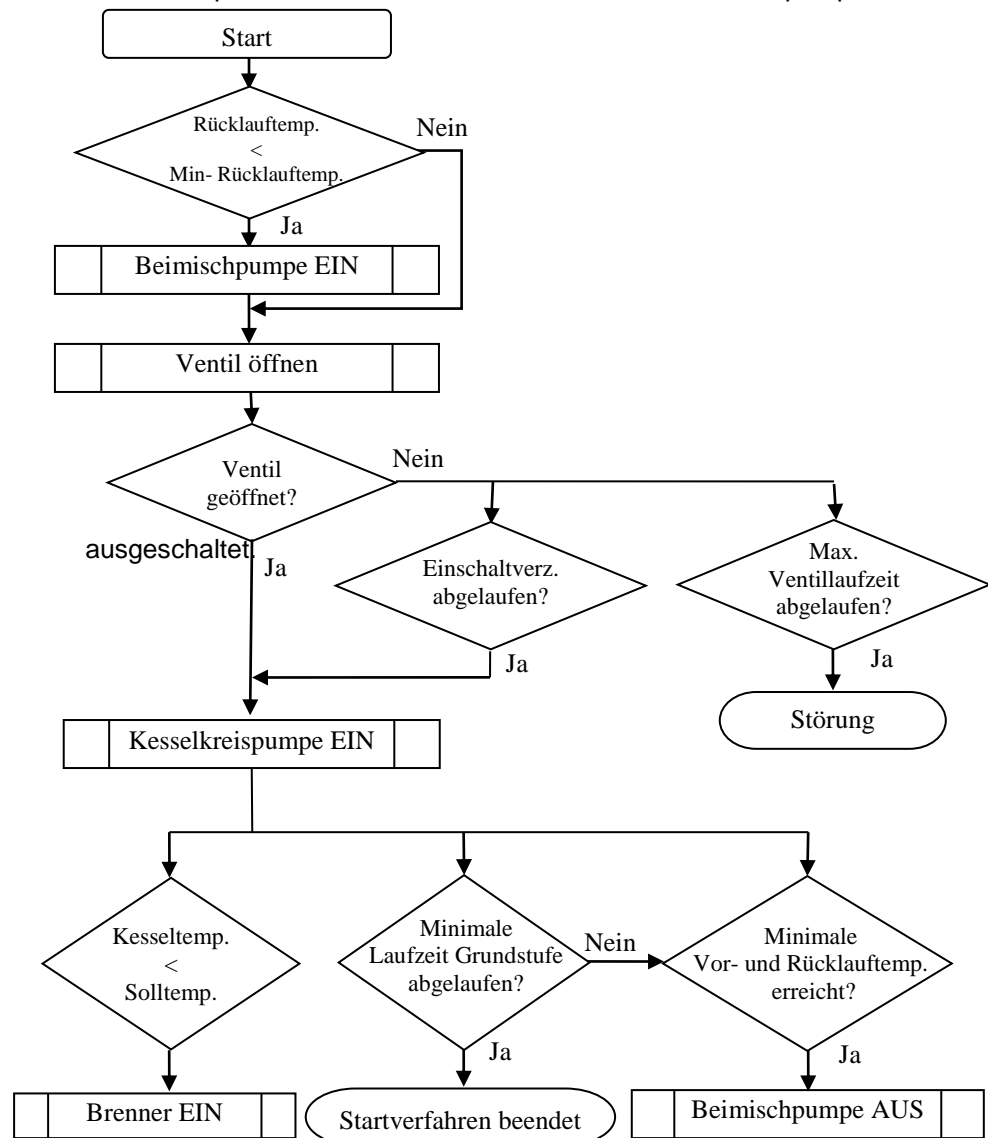 Start
Rücklauftemp.
<
Min- Rücklauftemp.
Nein
Ja
Beimischpumpe EIN
Ventil öffnen
Ventil
geöffnet?
Nein
ausgeschaltet.
Ja
Einschaltverz.
abgelaufen?
Max.
Ventillaufzeit
abgelaufen?
Ja
Ja
Störung
Kesselkreispumpe EIN
Kesseltemp.
<
Solltemp.
Minimale
Laufzeit Grundstufe
abgelaufen?
Nein
Minimale
Vor- und Rücklauftemp.
erreicht?
Ja
Ja
Brenner EIN
Startverfahren beendet
Beimischpumpe AUS